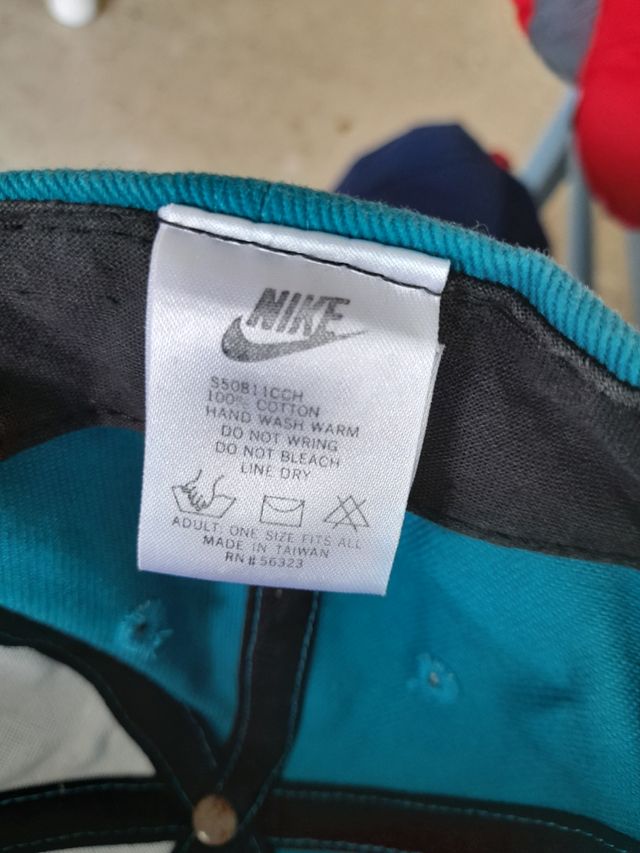 NIKE
S50811CCH
100% COTTON
HAND WASH WARM
DO NOT WRING
DO NOT BLEACH
LINE DRY
ADULT: ONE SIZE FITS ALL
MADE IN TAIWAN
RN# 56323